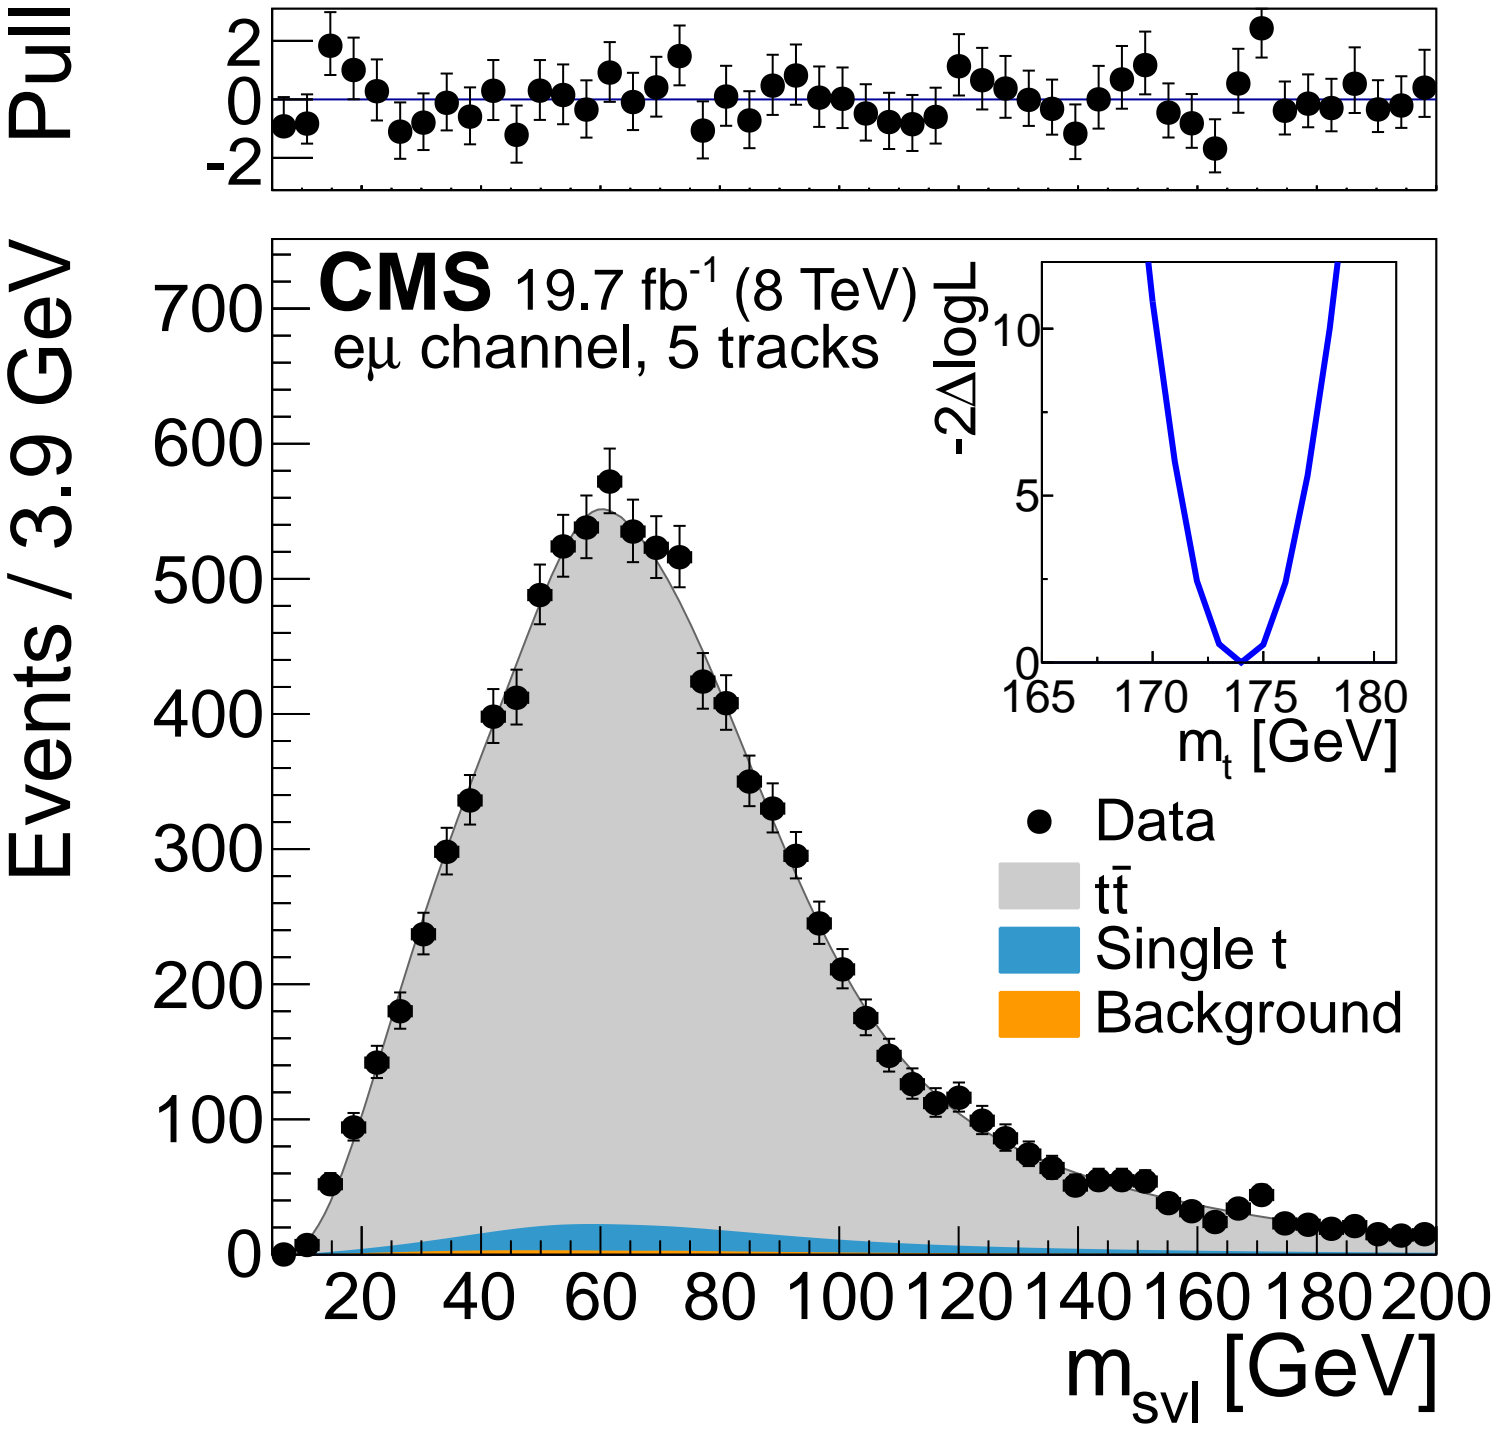 Pull
2
0
-2
Events / 3.9 GeV
CMS 19.7 fb⁻¹ (8 TeV)
eμ channel, 5 tracks
700
600
500
400
300
200
100
0
-2ΔlogL
10
5
0
165 170 175 180
mₜ [GeV]
Data
tt̄
Single t
Background
20 40 60 80 100 120 140 160 180 200
m_svl [GeV]